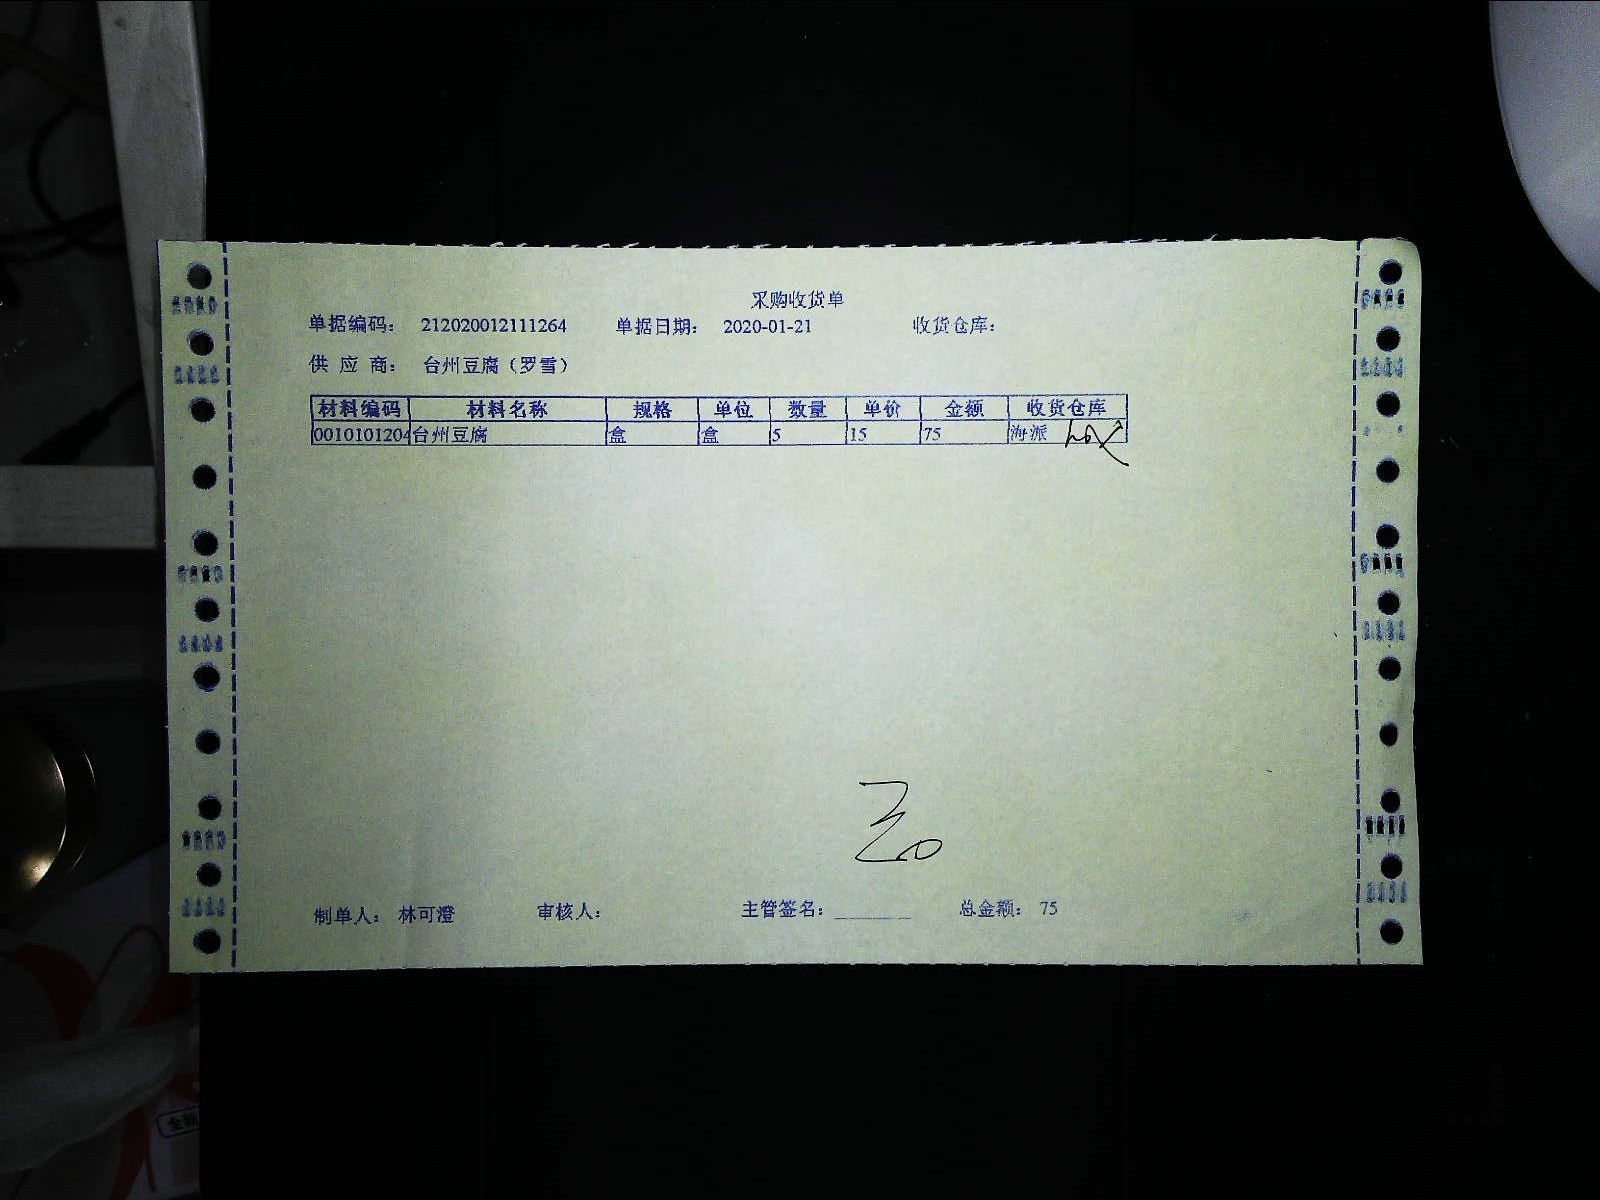 采购收货单
单据编码： 212020012111264 单据日期： 2020-01-21 收货仓库：
供 应 商： 台州豆腐（罗雪）
材料编码 材料名称 规格 单位 数量 单价 金额 收货仓库
0010101204 台州豆腐 盒 盒 5 15 75 海派
制单人： 林可澄 审核人： 主管签名： 总金额： 75